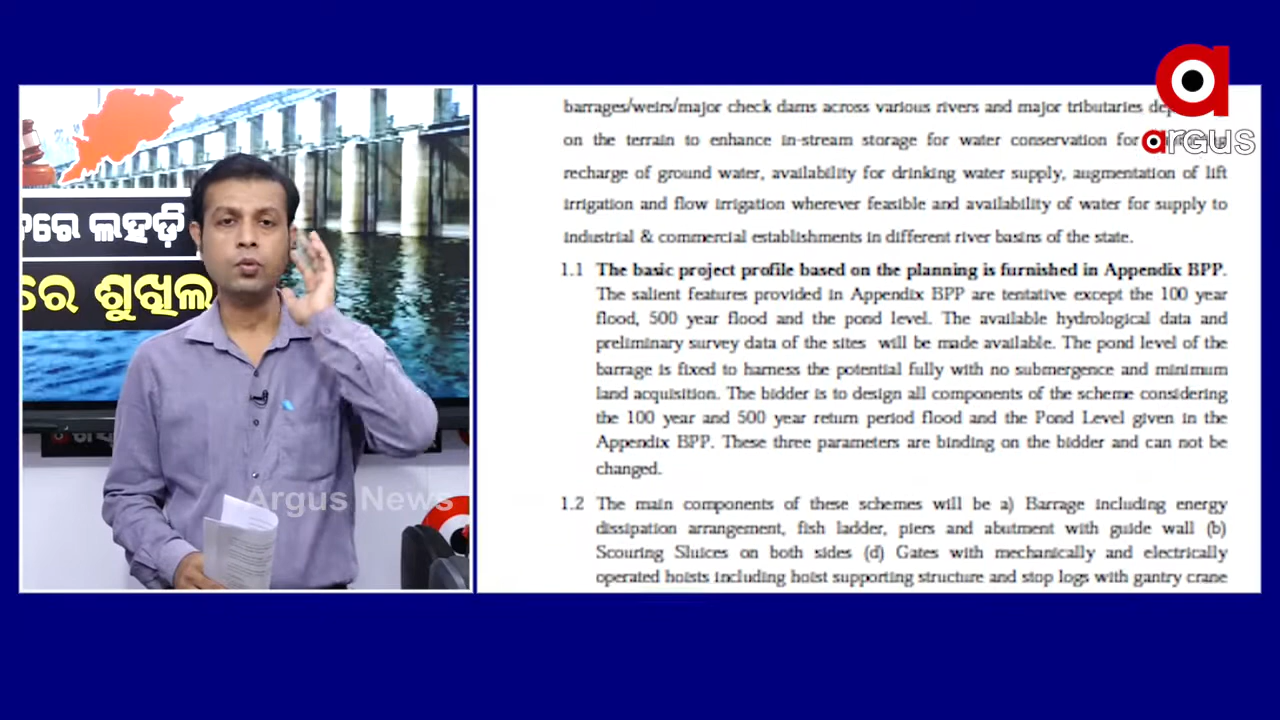 argus
ରେ ଲହଡ଼ି
ରେ ଶୁଖିଲା
Argus News
barrages/weirs/major check dams across various rivers and major tributaries
on the terrain to enhance in-stream storage for water conservation for
recharge of ground water, availability for drinking water supply, augmentation of lift
irrigation and flow irrigation wherever feasible and availability of water for supply to
industrial & commercial establishments in different river basins of the state.
1.1 The basic project profile based on the planning is furnished in Appendix BPP.
The salient features provided in Appendix BPP are tentative except the 100 year
flood, 500 year flood and the pond level. The available hydrological data and
preliminary survey data of the sites will be made available. The pond level of the
barrage is fixed to harness the potential fully with no submergence and minimum
land acquisition. The bidder is to design all components of the scheme considering
the 100 year and 500 year return period flood and the Pond Level given in the
Appendix BPP. These three parameters are binding on the bidder and can not be
changed.
1.2 The main components of these schemes will be a) Barrage including energy
dissipation arrangement, fish ladder, piers and abutment with guide wall (b)
Scouring Sluices on both sides (d) Gates with mechanically and electrically
operated hoists including hoist supporting structure and stop logs with gantry crane